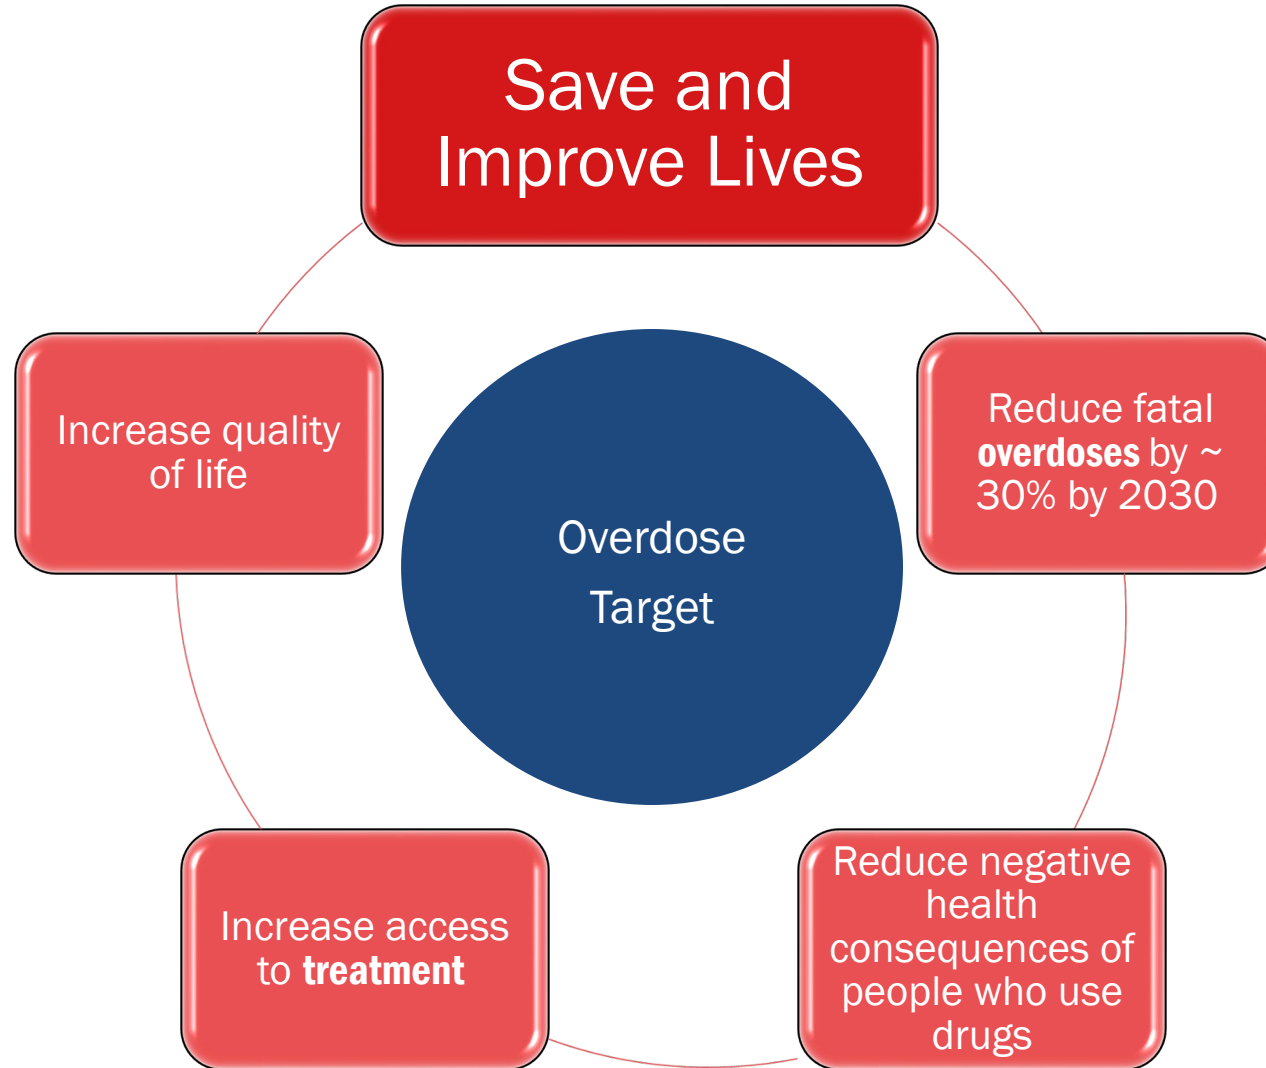 Save and
Improve Lives
Increase quality
of life
Reduce fatal
overdoses by ~
30% by 2030
Overdose
Target
Increase access
to treatment
Reduce negative
health
consequences of
people who use
drugs